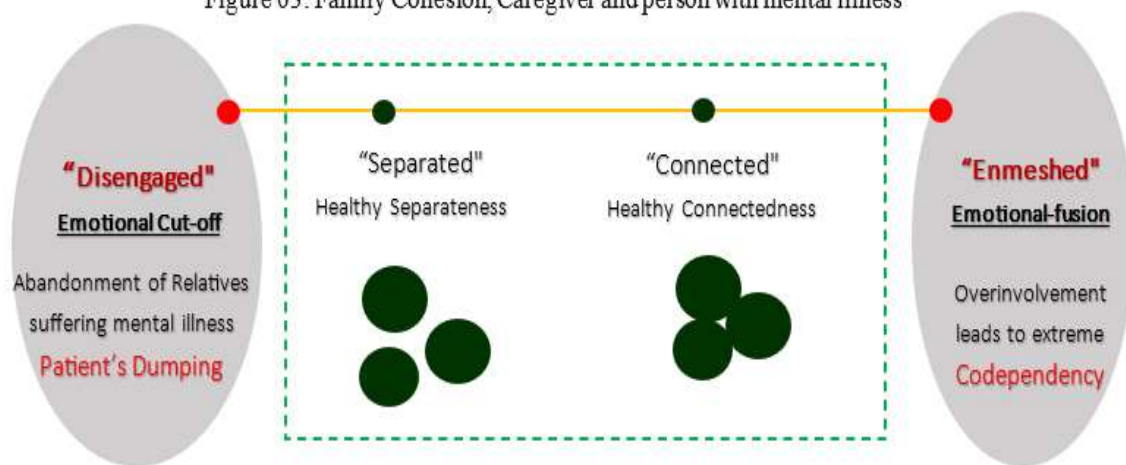 Figure 05: Family Cohesion, Caregiver and person with mental illness
“Disengaged"
Emotional Cut-off
Abandonment of Relatives
suffering mental illness
Patient’s Dumping
“Separated"
Healthy Separateness
“Connected"
Healthy Connectedness
“Enmeshed"
Emotional-fusion
Overinvolvement
leads to extreme
Codependency